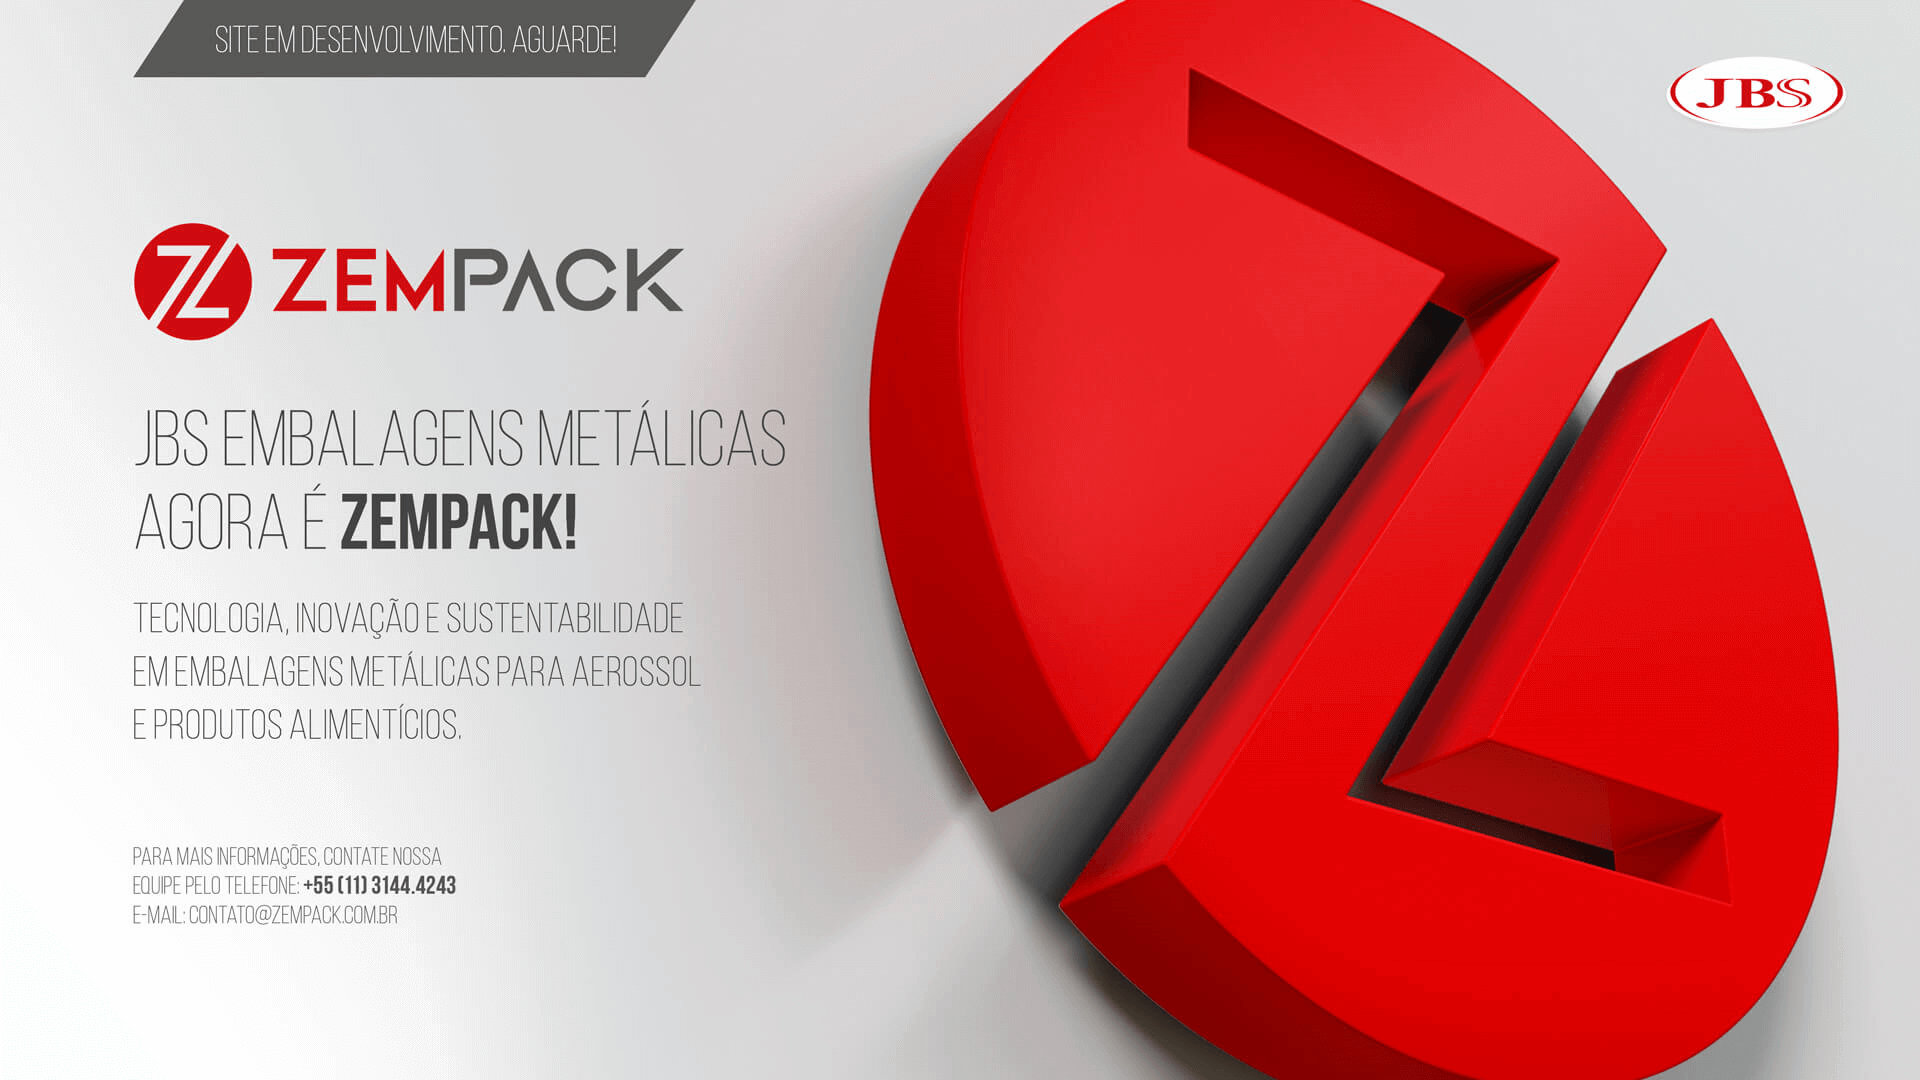 SITE EM DESENVOLVIMENTO. AGUARDE!
JBS
ZEMPACK
JBS EMBALAGENS METÁLICAS
AGORA É ZEMPACK!
TECNOLOGIA, INOVAÇÃO E SUSTENTABILIDADE
EM EMBALAGENS METÁLICAS PARA AEROSSOL
E PRODUTOS ALIMENTÍCIOS.
PARA MAIS INFORMAÇÕES, CONTATE NOSSA
EQUIPE PELO TELEFONE: +55 (11) 3144.4243
E-MAIL: CONTATO@ZEMPACK.COM.BR